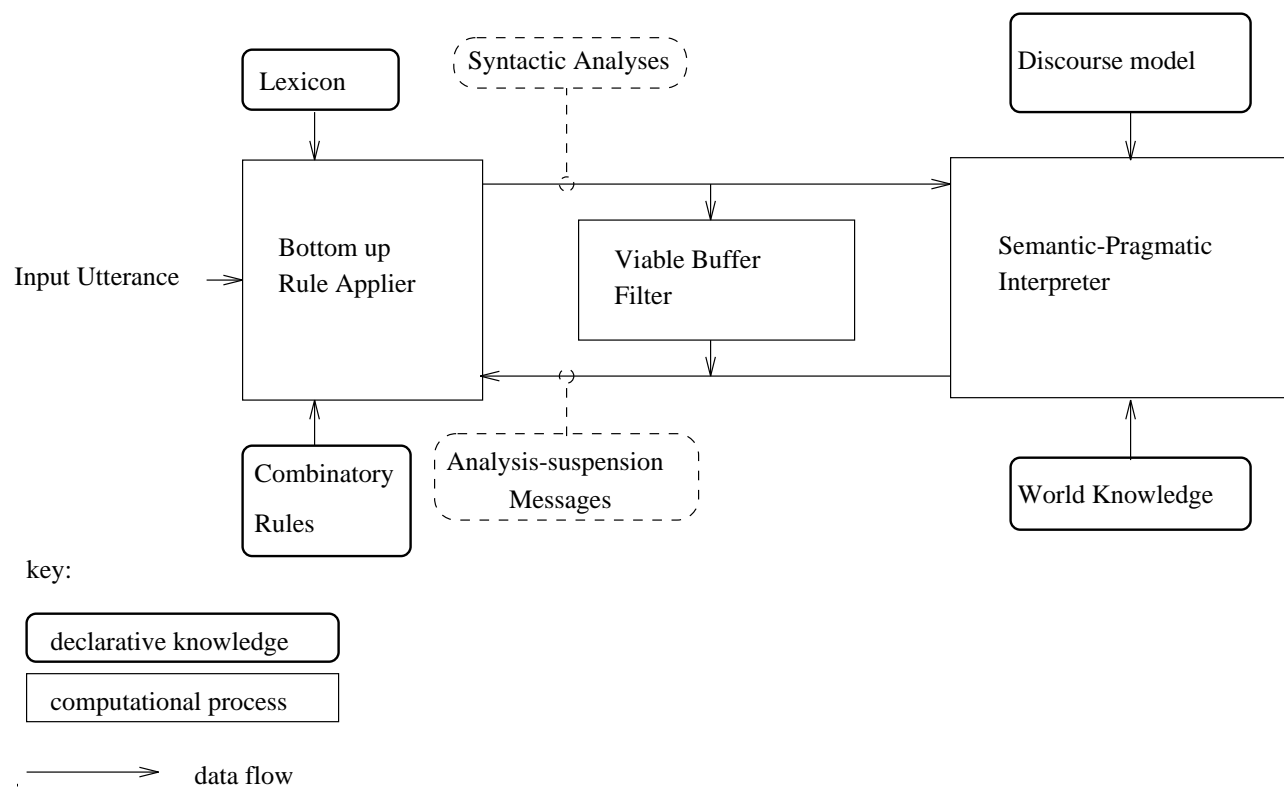 Syntactic Analyses
Discourse model
Lexicon
Bottom up
Rule Applier
Viable Buffer
Filter
Semantic-Pragmatic
Interpreter
Input Utterance
Combinatory
Rules
Analysis-suspension
Messages
World Knowledge
key:
declarative knowledge
computational process
data flow